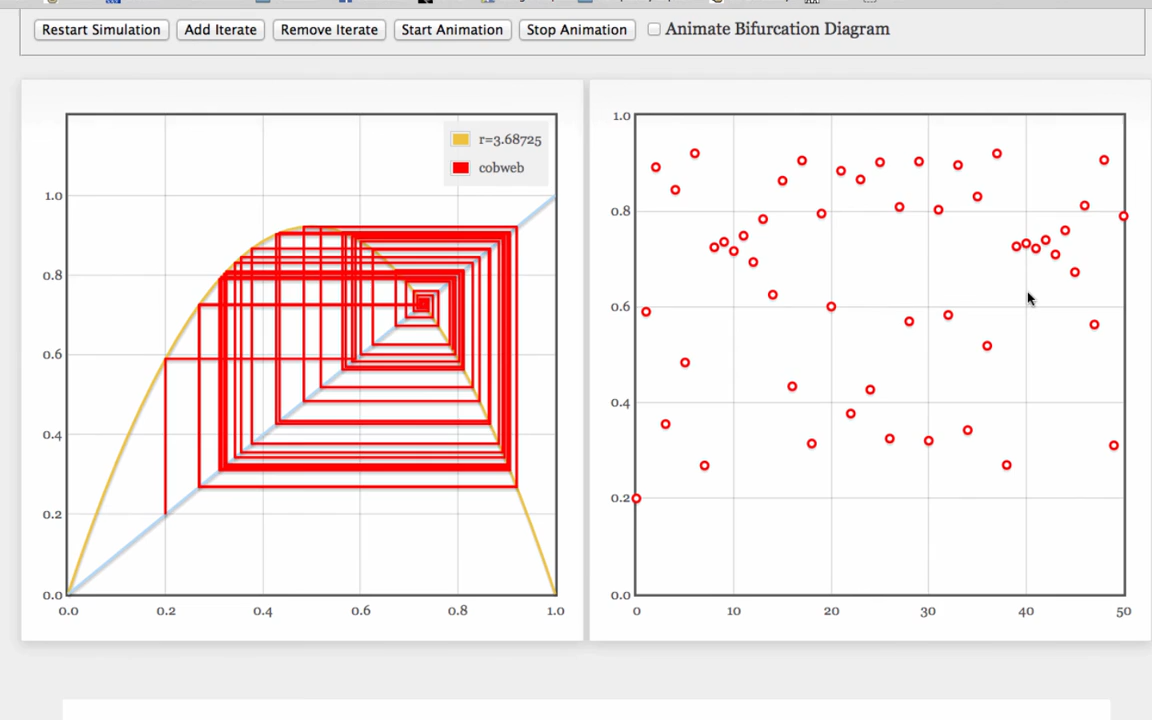 Restart Simulation Add Iterate Remove Iterate Start Animation Stop Animation Animate Bifurcation Diagram
r=3.68725
cobweb
1.0
0.8
0.6
0.4
0.2
0.0
0.0 0.2 0.4 0.6 0.8 1.0
1.0
0.8
0.6
0.4
0.2
0.0
0 10 20 30 40 50